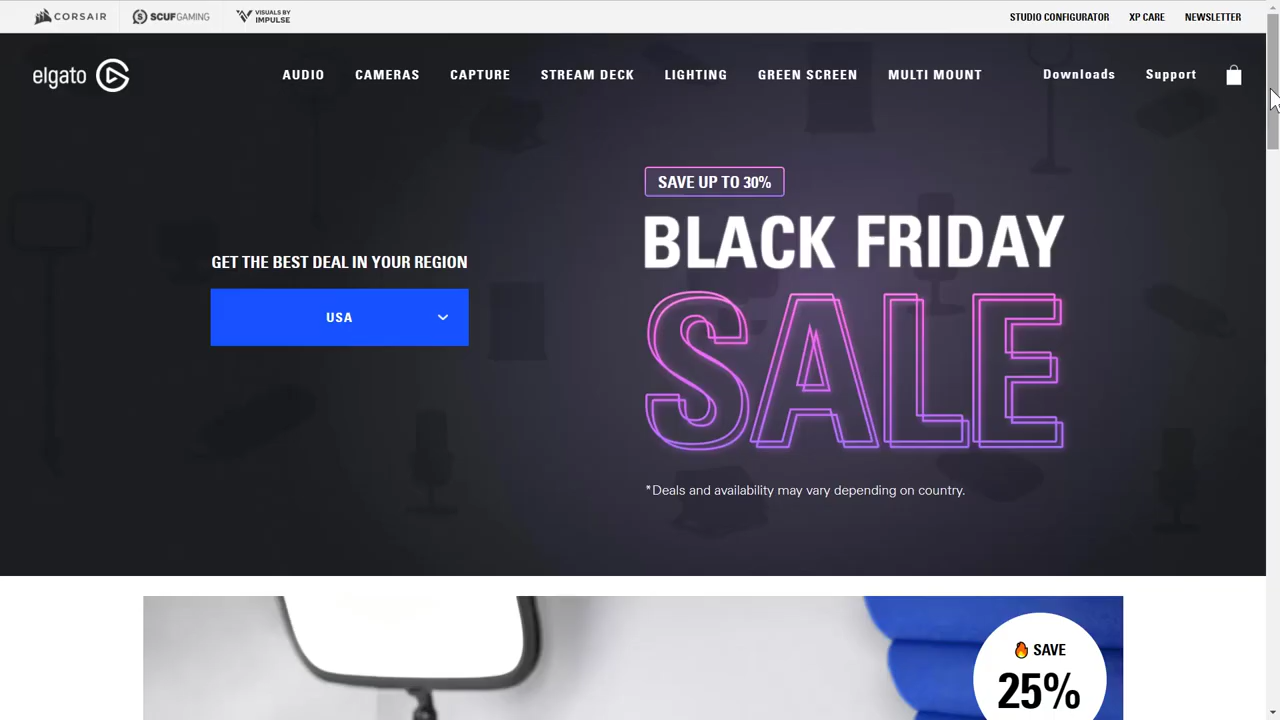 CORSAIR
SCUFGAMING
VISUALS BY
IMPULSE
STUDIO CONFIGURATOR
XP CARE
NEWSLETTER
elgato
AUDIO
CAMERAS
CAPTURE
STREAM DECK
LIGHTING
GREEN SCREEN
MULTI MOUNT
Downloads
Support
SAVE UP TO 30%
BLACK FRIDAY
SALE
GET THE BEST DEAL IN YOUR REGION
USA
*Deals and availability may vary depending on country.
🔥 SAVE
25%